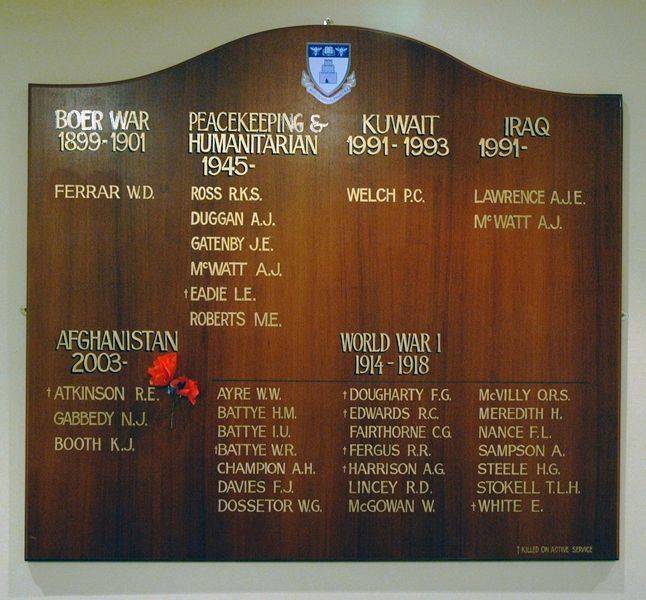 BOER WAR
1899-1901
FERRAR W.D.
PEACEKEEPING &
HUMANITARIAN
1945-
ROSS R.K.S.
DUGGAN A.J.
GATENBY J.E.
McWATT A.J.
†EADIE L.E.
ROBERTS M.E.
KUWAIT
1991-1993
WELCH P.C.
IRAQ
1991-
LAWRENCE A.J.E.
McWATT A.J.
AFGHANISTAN
2003-
†ATKINSON R.E.
GABBEDY N.J.
BOOTH K.J.
WORLD WAR I
1914-1918
AYRE W.W.
BATTYE H.M.
BATTYE I.U.
†BATTYE W.R.
CHAMPION A.H.
DAVIES F.J.
DOSSETOR W.G.
†DOUGHARTY F.G.
†EDWARDS R.C.
FAIRTHORNE C.G.
†FERGUS R.R.
†HARRISON A.G.
LINCEY R.D.
McGOWAN W.
McVILLY O.R.S.
MEREDITH H.
NANCE F.L.
SAMPSON A.
STEELE H.G.
STOKELL T.L.H.
†WHITE E.
†KILLED ON ACTIVE SERVICE